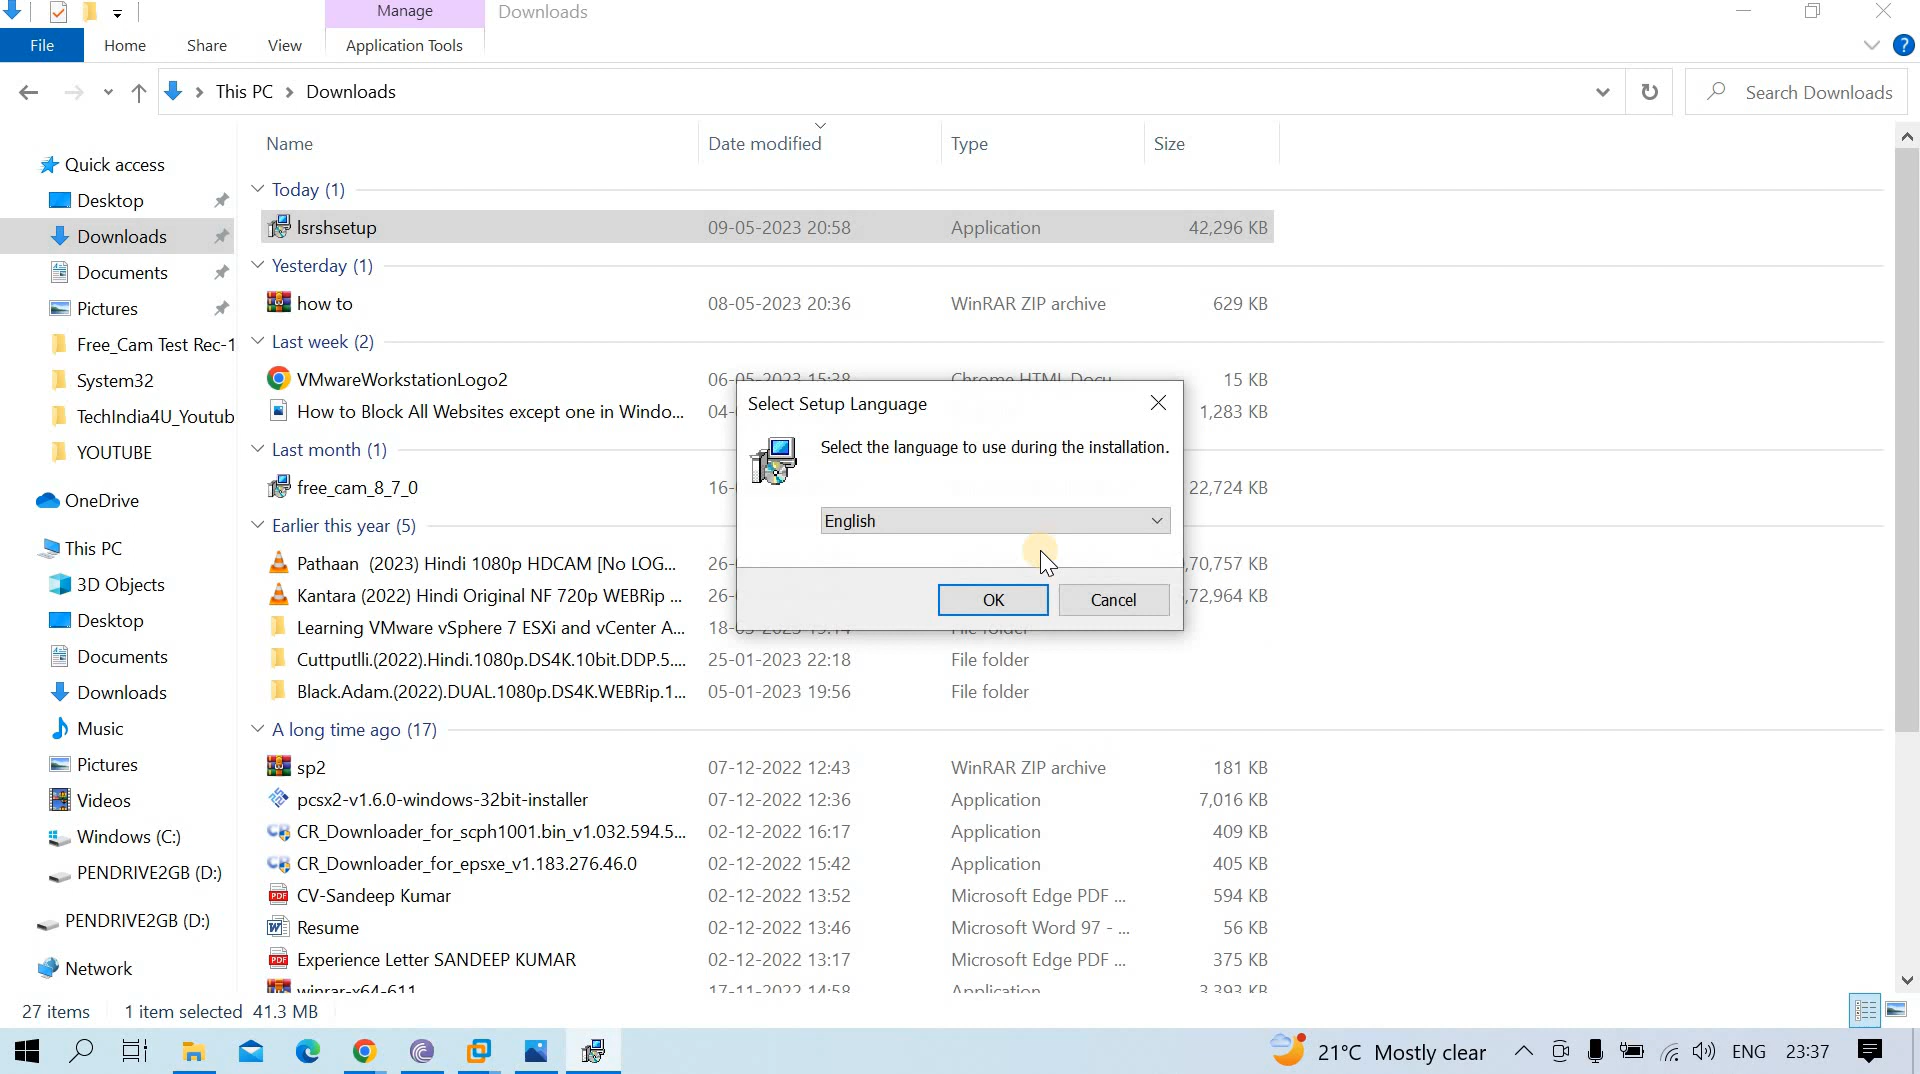 Manage Downloads
File Home Share View Application Tools
This PC Downloads Search Downloads
Name Date modified Type Size
Quick access
Desktop
Downloads
Documents
Pictures
Free_Cam Test Rec-1
System32
TechIndia4U_Youtub
YOUTUBE
OneDrive
This PC
3D Objects
Desktop
Documents
Downloads
Music
Pictures
Videos
Windows (C:)
PENDRIVE2GB (D:)
PENDRIVE2GB (D:)
Network
Today (1)
lsrshsetup 09-05-2023 20:58 Application 42,296 KB
Yesterday (1)
how to 08-05-2023 20:36 WinRAR ZIP archive 629 KB
Last week (2)
VMwareWorkstationLogo2 06-05-2023 15:38 Chrome HTML Docu... 15 KB
How to Block All Websites except one in Windo... 04- 1,283 KB
Last month (1)
free_cam_8_7_0 16- 22,724 KB
Earlier this year (5)
Pathaan (2023) Hindi 1080p HDCAM [No LOG... 26- ,70,757 KB
Kantara (2022) Hindi Original NF 720p WEBRip ... 26- ,72,964 KB
Learning VMware vSphere 7 ESXi and vCenter A... File folder
Cuttputlli.(2022).Hindi.1080p.DS4K.10bit.DDP.5.... 25-01-2023 22:18 File folder
Black.Adam.(2022).DUAL.1080p.DS4K.WEBRip.1... 05-01-2023 19:56 File folder
A long time ago (17)
sp2 07-12-2022 12:43 WinRAR ZIP archive 181 KB
pcsx2-v1.6.0-windows-32bit-installer 07-12-2022 12:36 Application 7,016 KB
CR_Downloader_for_scph1001.bin_v1.032.594.5... 02-12-2022 16:17 Application 409 KB
CR_Downloader_for_epsxe_v1.183.276.46.0 02-12-2022 15:42 Application 405 KB
CV-Sandeep Kumar 02-12-2022 13:52 Microsoft Edge PDF ... 594 KB
Resume 02-12-2022 13:46 Microsoft Word 97 - ... 56 KB
Experience Letter SANDEEP KUMAR 02-12-2022 13:17 Microsoft Edge PDF ... 375 KB
winrar-x64-611 17-11-2022 14:58 Application 3,393 KB
Select Setup Language
Select the language to use during the installation.
English
OK Cancel
27 items 1 item selected 41.3 MB
21°C Mostly clear ENG 23:37